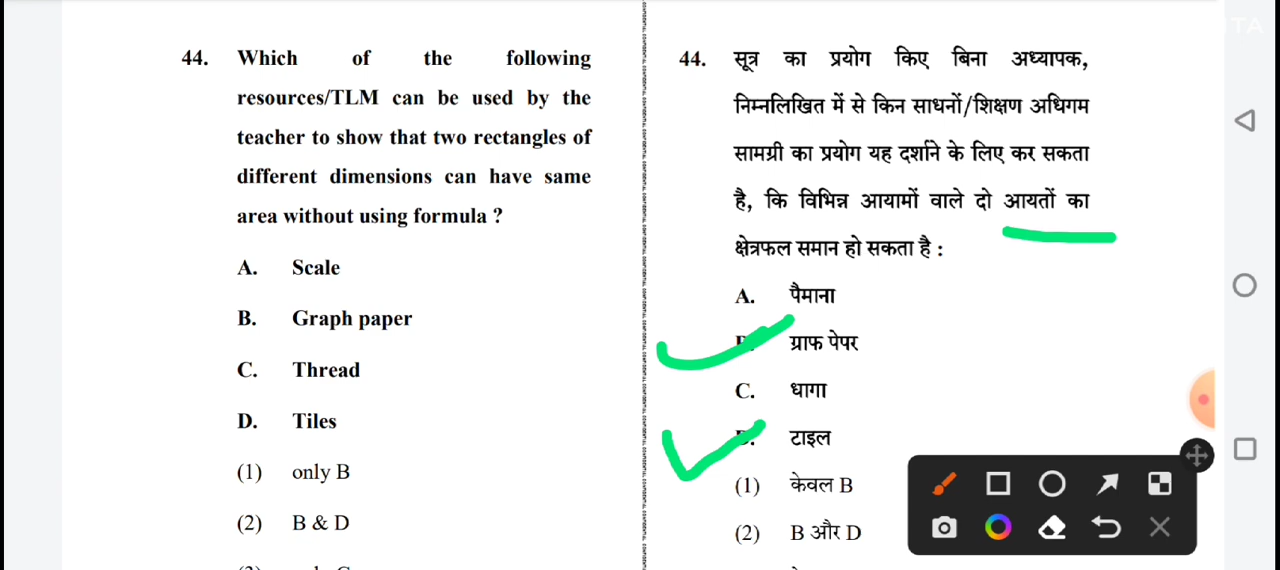 44. Which of the following
resources/TLM can be used by the
teacher to show that two rectangles of
different dimensions can have same
area without using formula ?
A. Scale
B. Graph paper
C. Thread
D. Tiles
(1) only B
(2) B & D
44. सूत्र का प्रयोग किए बिना अध्यापक,
निम्नलिखित में से किन साधनों/शिक्षण अधिगम
सामग्री का प्रयोग यह दर्शाने के लिए कर सकता
है, कि विभिन्न आयामों वाले दो आयतों का
क्षेत्रफल समान हो सकता है :
A. पैमाना
ग्राफ पेपर
C. धागा
टाइल
(1) केवल B
(2) B और D